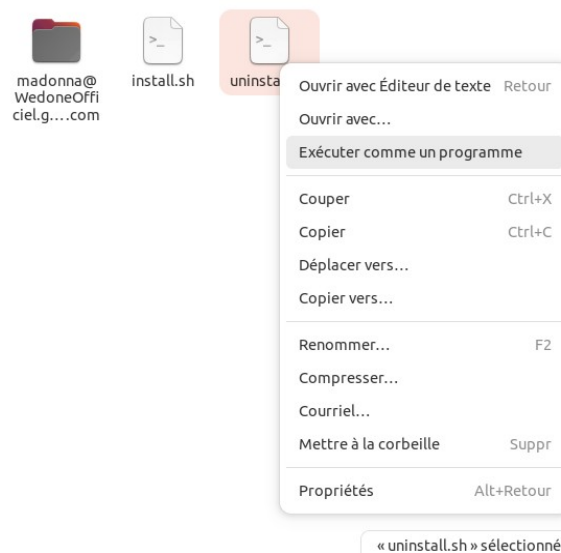 madonna@
WedoneOffi
ciel.g....com
install.sh
uninsta
Ouvrir avec Éditeur de texte Retour
Ouvrir avec...
Exécuter comme un programme
Couper Ctrl+X
Copier Ctrl+C
Déplacer vers...
Copier vers...
Renommer... F2
Compresser...
Courriel...
Mettre à la corbeille Suppr
Propriétés Alt+Retour
« uninstall.sh » sélectionné